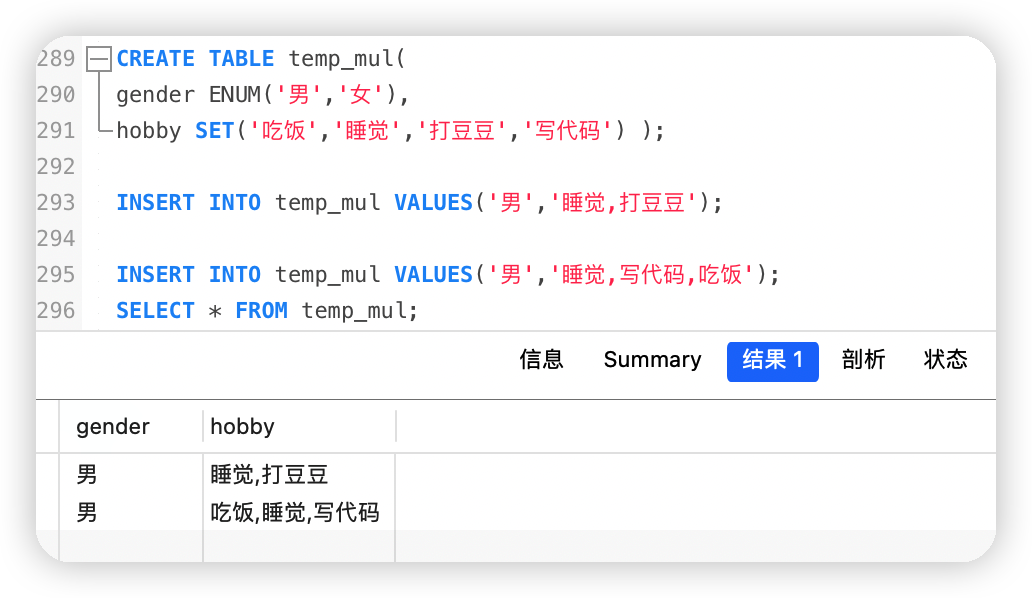 289 CREATE TABLE temp_mul(
290 gender ENUM('男','女'),
291 hobby SET('吃饭','睡觉','打豆豆','写代码') );
292
293 INSERT INTO temp_mul VALUES('男','睡觉,打豆豆');
294
295 INSERT INTO temp_mul VALUES('男','睡觉,写代码,吃饭');
296 SELECT * FROM temp_mul;
信息 Summary 结果 1 剖析 状态
gender hobby
男 睡觉,打豆豆
男 吃饭,睡觉,写代码